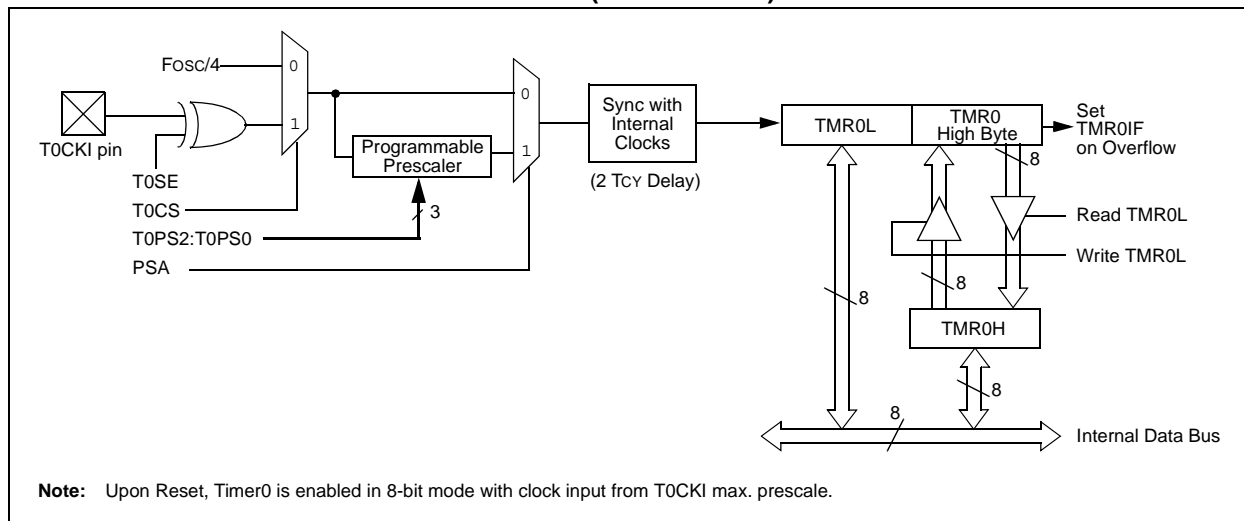 FOSC/4
0
1
T0CKI pin
T0SE
T0CS
T0PS2:T0PS0
PSA
Programmable
Prescaler
3
0
1
Sync with
Internal
Clocks
(2 TCY Delay)
TMR0L
TMR0
High Byte
Set
TMR0IF
on Overflow
8
Read TMR0L
Write TMR0L
8
8
TMR0H
8
8
Internal Data Bus
Note: Upon Reset, Timer0 is enabled in 8-bit mode with clock input from T0CKI max. prescale.